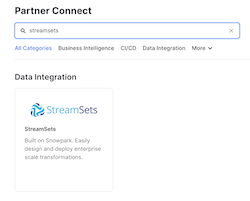 Partner Connect
streamsets
All Categories Business Intelligence CI/CD Data Integration More
Data Integration
StreamSets
StreamSets
Built on Snowpark. Easily
design and deploy enterprise
scale transformations.